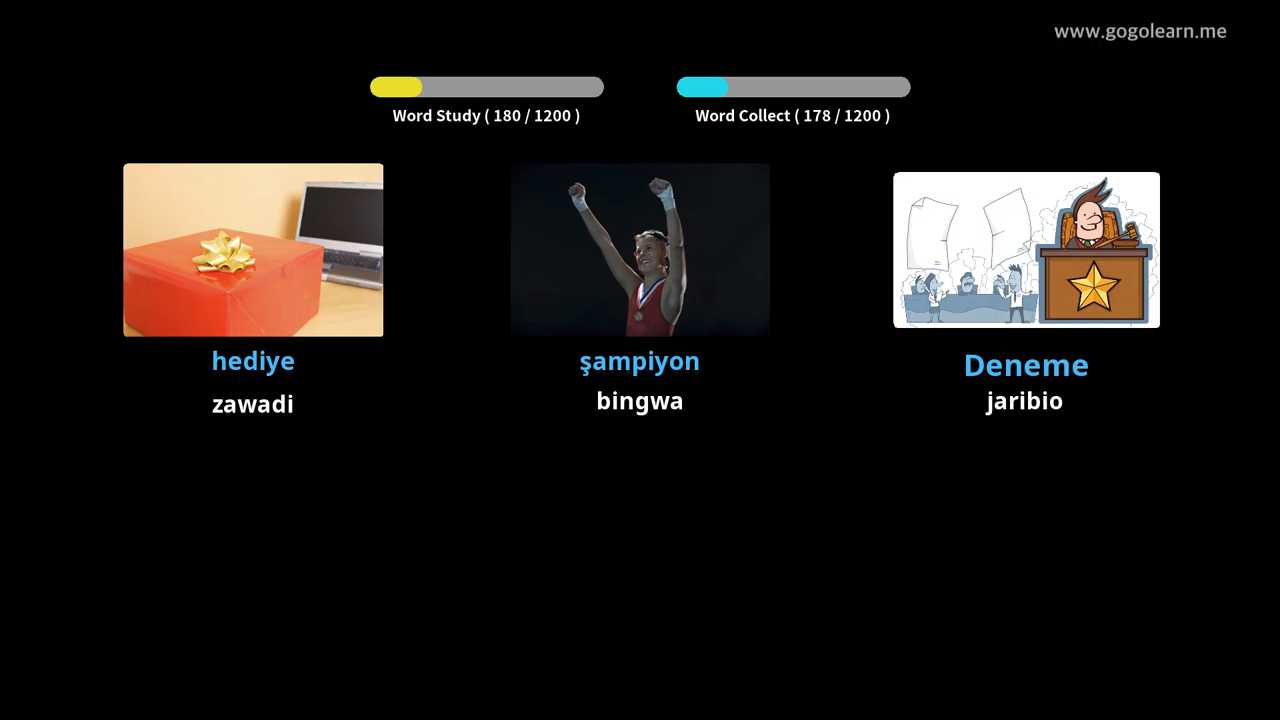 www.gogolearn.me
Word Study ( 180 / 1200 )
Word Collect ( 178 / 1200 )
hediye
zawadi
şampiyon
bingwa
Deneme
jaribio